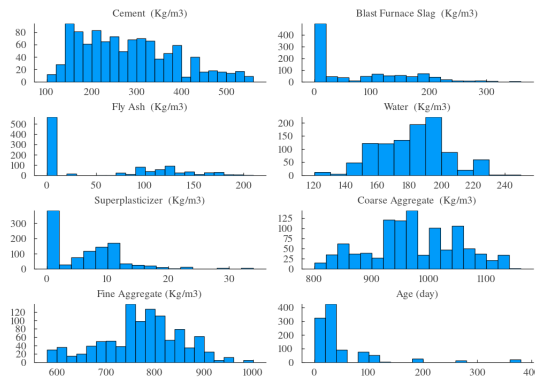 Cement (Kg/m3)
80
60
40
20
0
100 200 300 400 500
Blast Furnace Slag (Kg/m3)
400
300
200
100
0
0 100 200 300
Fly Ash (Kg/m3)
500
400
300
200
100
0
0 50 100 150 200
Water (Kg/m3)
200
150
100
50
0
120 140 160 180 200 220 240
Superplasticizer (Kg/m3)
300
200
100
0
0 10 20 30
Coarse Aggregate (Kg/m3)
125
100
75
50
25
0
800 900 1000 1100
Fine Aggregate (Kg/m3)
120
100
80
60
40
20
0
600 700 800 900 1000
Age (day)
400
300
200
100
0
0 100 200 300